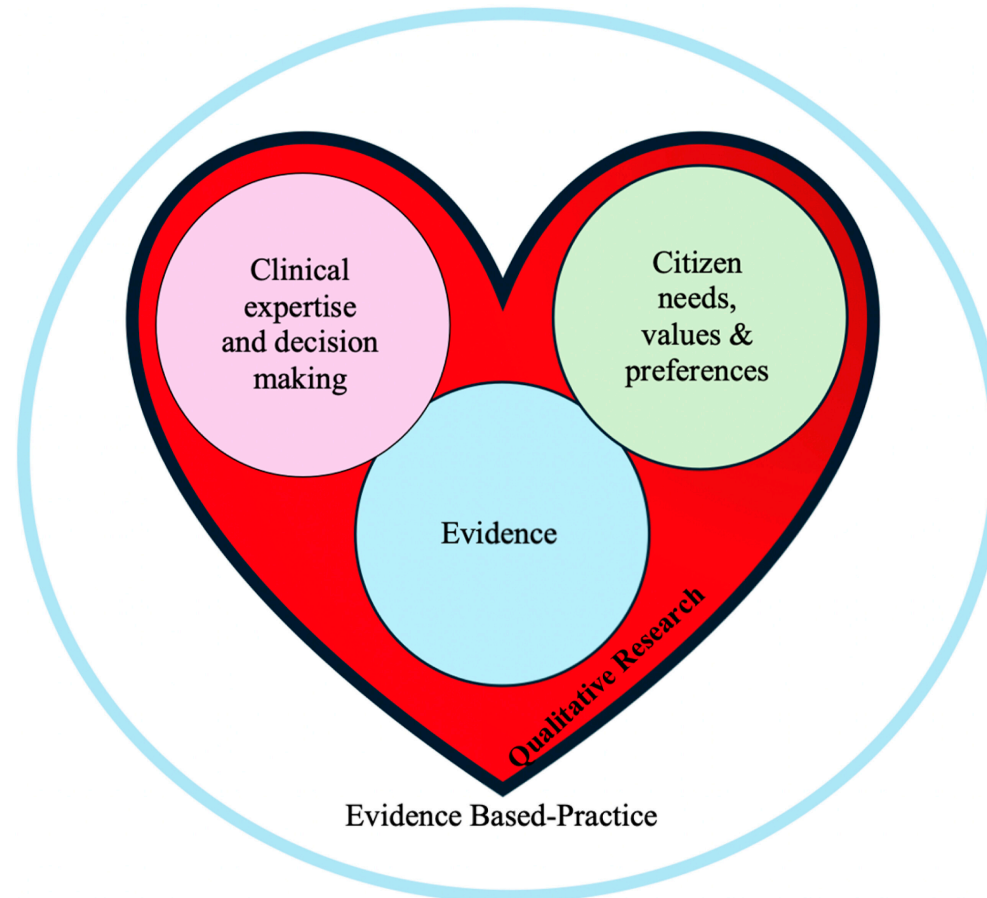 Clinical
expertise
and decision
making
Citizen
needs,
values &
preferences
Evidence
Qualitative Research
Evidence Based-Practice